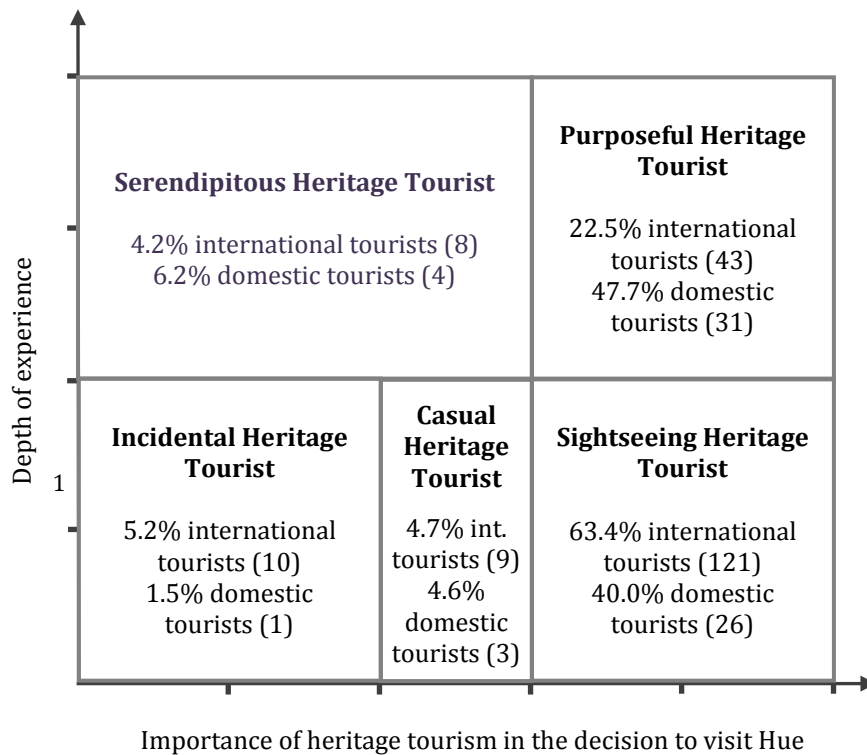 Depth of experience
1
Serendipitous Heritage Tourist
4.2% international tourists (8)
6.2% domestic tourists (4)
Purposeful Heritage
Tourist
22.5% international
tourists (43)
47.7% domestic
tourists (31)
Incidental Heritage
Tourist
5.2% international
tourists (10)
1.5% domestic
tourists (1)
Casual
Heritage
Tourist
4.7% int.
tourists (9)
4.6%
domestic
tourists (3)
Sightseeing Heritage
Tourist
63.4% international
tourists (121)
40.0% domestic
tourists (26)
Importance of heritage tourism in the decision to visit Hue